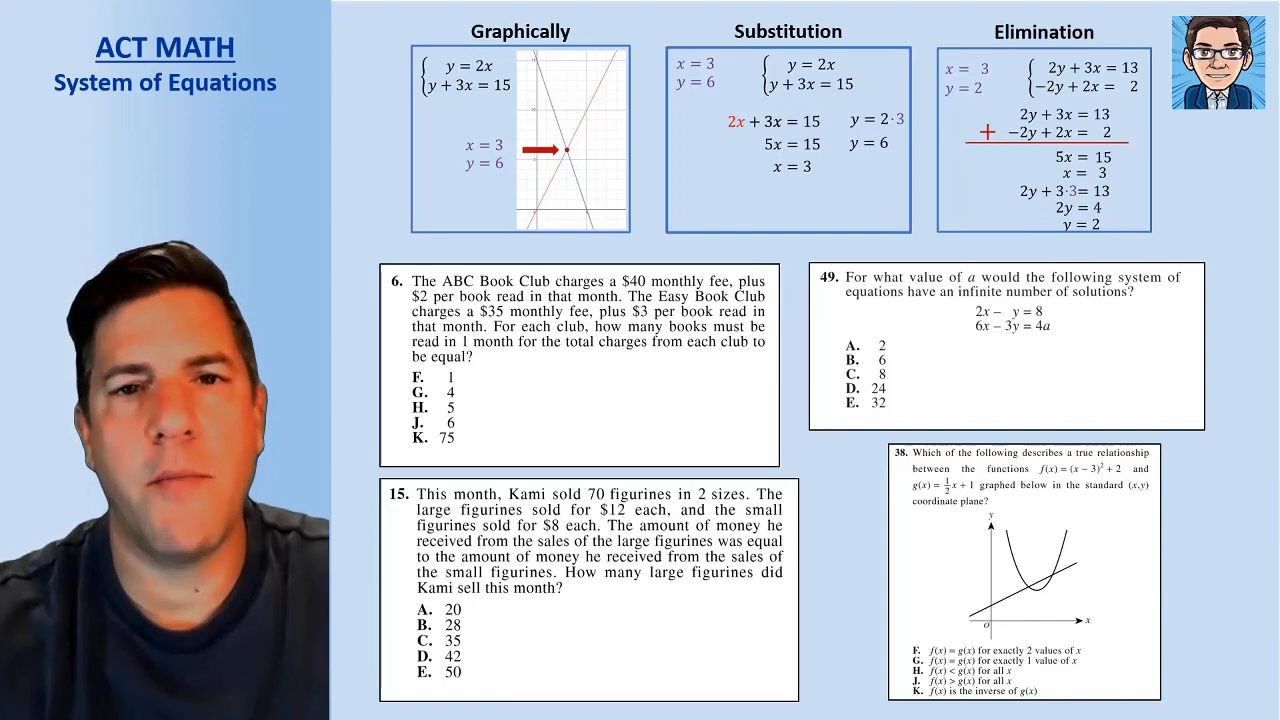 ACT MATH
System of Equations
Graphically
y = 2x
y + 3x = 15
x = 3
y = 6
Substitution
x = 3
y = 6
y = 2x
y + 3x = 15
2x + 3x = 15
y = 2·3
5x = 15
y = 6
x = 3
Elimination
x = 3
y = 2
2y + 3x = 13
−2y + 2x = 2
2y + 3x = 13
+ −2y + 2x = 2
5x = 15
x = 3
2y + 3·3= 13
2y = 4
y = 2
6. The ABC Book Club charges a $40 monthly fee, plus
$2 per book read in that month. The Easy Book Club
charges a $35 monthly fee, plus $3 per book read in
that month. For each club, how many books must be
read in 1 month for the total charges from each club to
be equal?
F. 1
G. 4
H. 5
J. 6
K. 75
15. This month, Kami sold 70 figurines in 2 sizes. The
large figurines sold for $12 each, and the small
figurines sold for $8 each. The amount of money he
received from the sales of the large figurines was equal
to the amount of money he received from the sales of
the small figurines. How many large figurines did
Kami sell this month?
A. 20
B. 28
C. 35
D. 42
E. 50
49. For what value of a would the following system of
equations have an infinite number of solutions?
2x − y = 8
6x − 3y = 4a
A. 2
B. 6
C. 8
D. 24
E. 32
38. Which of the following describes a true relationship
between the functions f(x) = (x − 3)² + 2 and
g(x) = 1/2 x + 1 graphed below in the standard (x,y)
coordinate plane?
y
O
x
F. f(x) = g(x) for exactly 2 values of x
G. f(x) = g(x) for exactly 1 value of x
H. f(x) < g(x) for all x
J. f(x) > g(x) for all x
K. f(x) is the inverse of g(x)